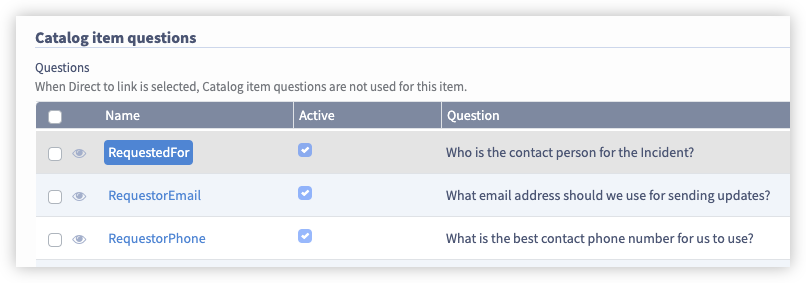 Catalog item questions
Questions
When Direct to link is selected, Catalog item questions are not used for this item.
Name Active Question
RequestedFor Who is the contact person for the Incident?
RequestorEmail What email address should we use for sending updates?
RequestorPhone What is the best contact phone number for us to use?